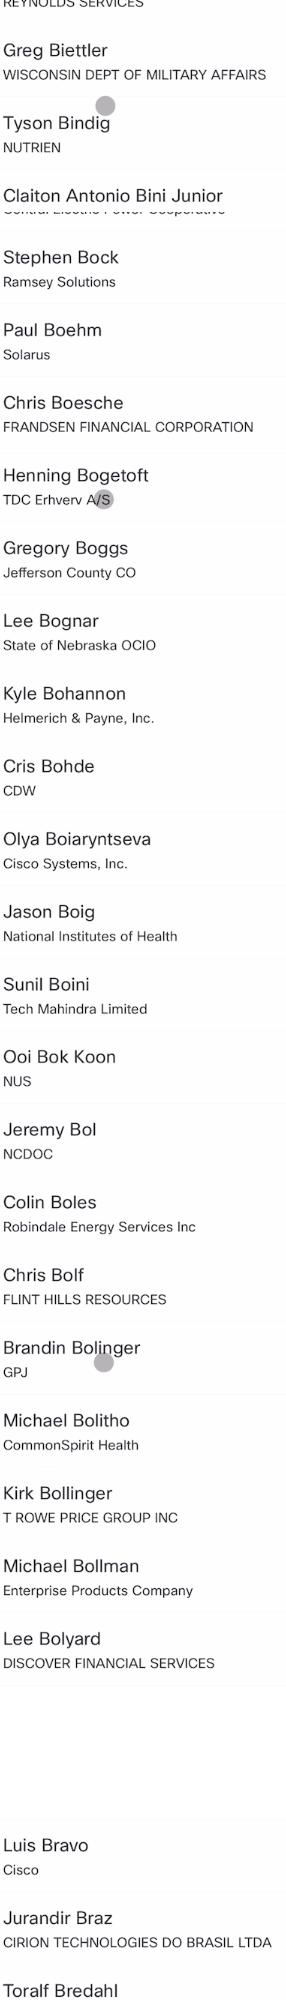 REYNOLDS SERVICES
Greg Biettler
WISCONSIN DEPT OF MILITARY AFFAIRS
Tyson Bindig
NUTRIEN
Claiton Antonio Bini Junior
Central Electric Power Cooperative
Stephen Bock
Ramsey Solutions
Paul Boehm
Solarus
Chris Boesche
FRANDSEN FINANCIAL CORPORATION
Henning Bogetoft
TDC Erhverv A/S
Gregory Boggs
Jefferson County CO
Lee Bognar
State of Nebraska OCIO
Kyle Bohannon
Helmerich & Payne, Inc.
Cris Bohde
CDW
Olya Boiaryntseva
Cisco Systems, Inc.
Jason Boig
National Institutes of Health
Sunil Boini
Tech Mahindra Limited
Ooi Bok Koon
NUS
Jeremy Bol
NCDOC
Colin Boles
Robindale Energy Services Inc
Chris Bolf
FLINT HILLS RESOURCES
Brandin Bolinger
GPJ
Michael Bolitho
CommonSpirit Health
Kirk Bollinger
T ROWE PRICE GROUP INC
Michael Bollman
Enterprise Products Company
Lee Bolyard
DISCOVER FINANCIAL SERVICES
Luis Bravo
Cisco
Jurandir Braz
CIRION TECHNOLOGIES DO BRASIL LTDA
Toralf Bredahl